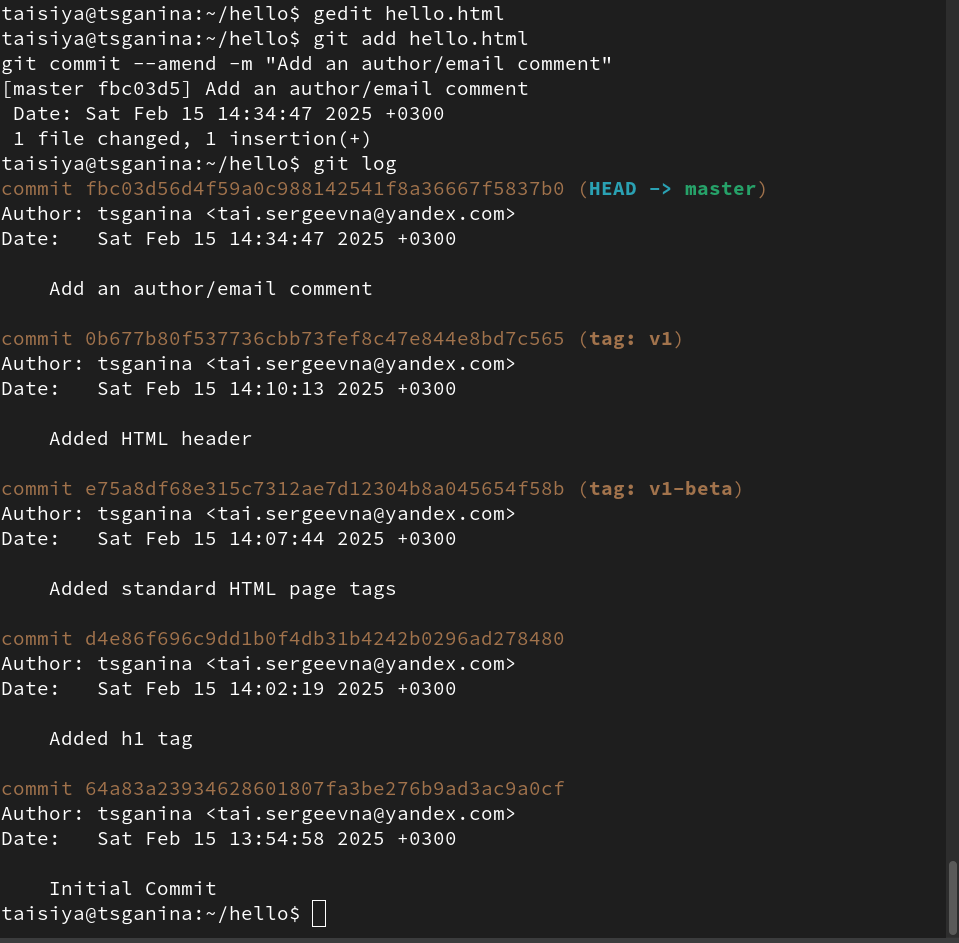 taisiya@tsganina:~/hello$ gedit hello.html
taisiya@tsganina:~/hello$ git add hello.html
git commit --amend -m "Add an author/email comment"
[master fbc03d5] Add an author/email comment
 Date: Sat Feb 15 14:34:47 2025 +0300
 1 file changed, 1 insertion(+)
taisiya@tsganina:~/hello$ git log
commit fbc03d56d4f59a0c988142541f8a36667f5837b0 (HEAD -> master)
Author: tsganina <tai.sergeevna@yandex.com>
Date:   Sat Feb 15 14:34:47 2025 +0300

    Add an author/email comment

commit 0b677b80f537736cbb73fef8c47e844e8bd7c565 (tag: v1)
Author: tsganina <tai.sergeevna@yandex.com>
Date:   Sat Feb 15 14:10:13 2025 +0300

    Added HTML header

commit e75a8df68e315c7312ae7d12304b8a045654f58b (tag: v1-beta)
Author: tsganina <tai.sergeevna@yandex.com>
Date:   Sat Feb 15 14:07:44 2025 +0300

    Added standard HTML page tags

commit d4e86f696c9dd1b0f4db31b4242b0296ad278480
Author: tsganina <tai.sergeevna@yandex.com>
Date:   Sat Feb 15 14:02:19 2025 +0300

    Added h1 tag

commit 64a83a23934628601807fa3be276b9ad3ac9a0cf
Author: tsganina <tai.sergeevna@yandex.com>
Date:   Sat Feb 15 13:54:58 2025 +0300

    Initial Commit
taisiya@tsganina:~/hello$